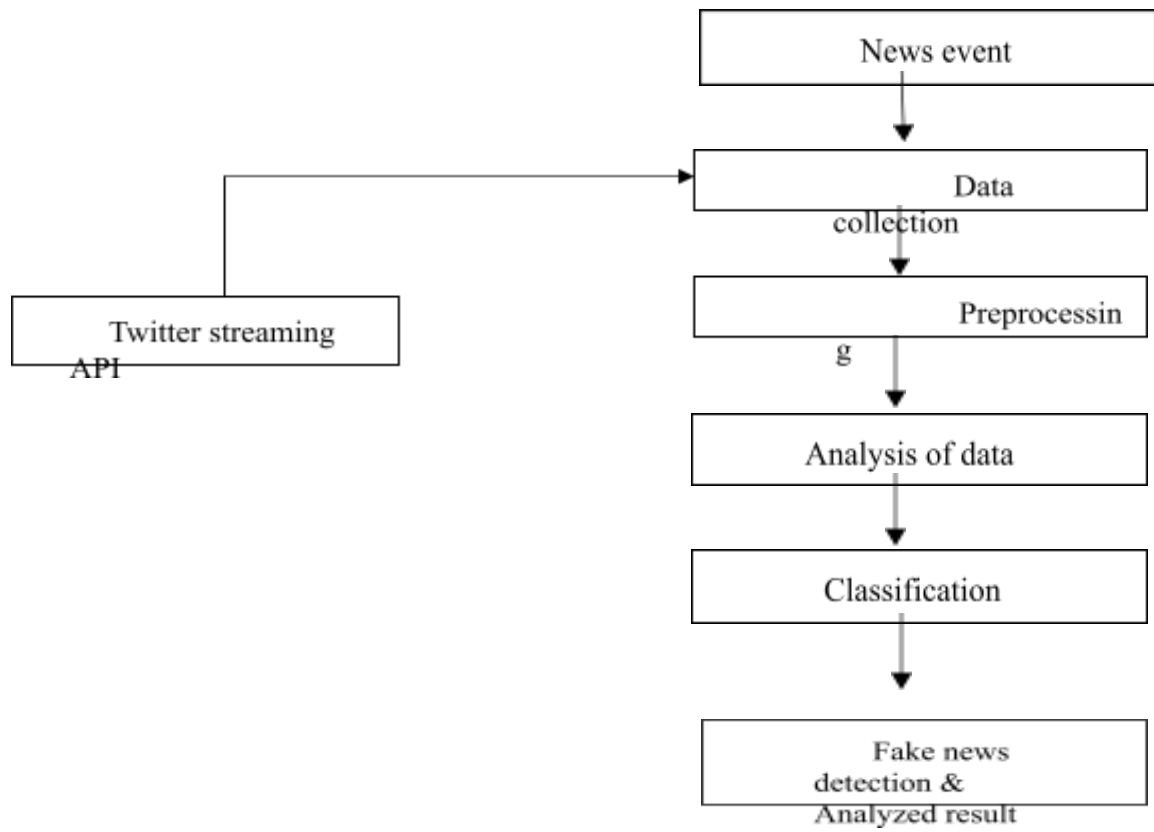 News event
Data
collection
Twitter streaming
API
Preprocessin
g
Analysis of data
Classification
Fake news
detection &
Analyzed result